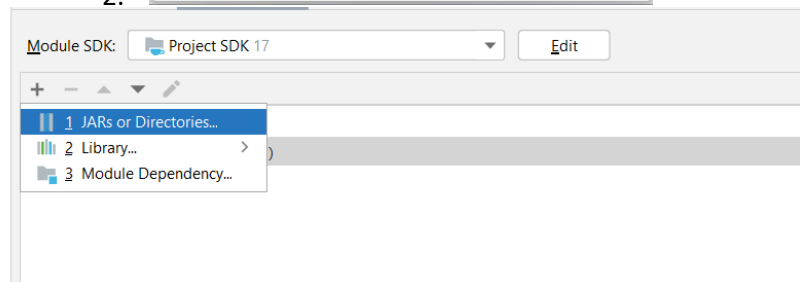 2.
Module SDK: Project SDK 17 Edit
1 JARs or Directories...
2 Library... >
)
3 Module Dependency...